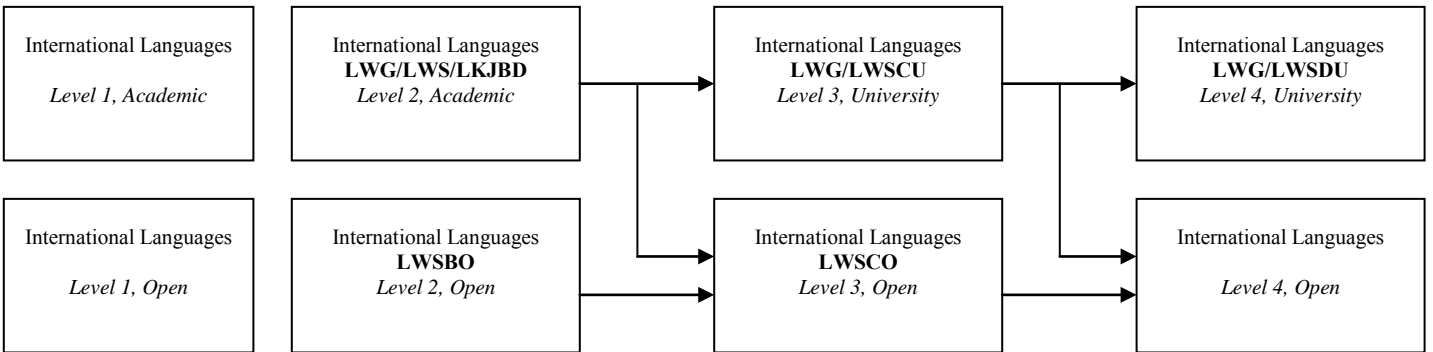 International Languages
Level 1, Academic
International Languages
LWG/LWS/LKJBD
Level 2, Academic
International Languages
LWG/LWSCU
Level 3, University
International Languages
LWG/LWSDU
Level 4, University
International Languages
Level 1, Open
International Languages
LWSBO
Level 2, Open
International Languages
LWSCO
Level 3, Open
International Languages
Level 4, Open